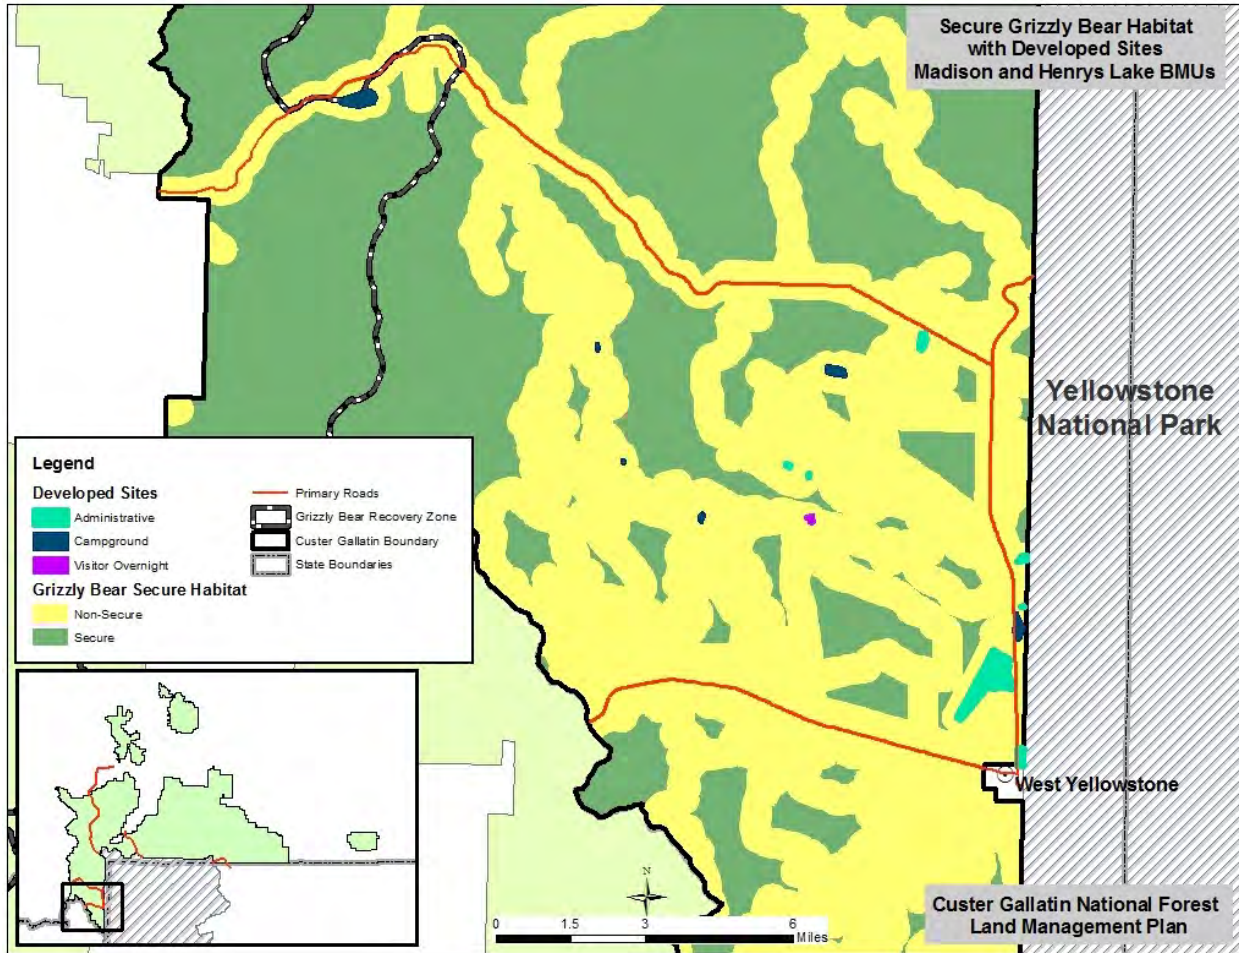 Secure Grizzly Bear Habitat
with Developed Sites
Madison and Henrys Lake BMUs
Yellowstone
National Park
Legend
Developed Sites
Administrative
Campground
Visitor Overnight
Primary Roads
Grizzly Bear Recovery Zone
Custer Gallatin Boundary
State Boundaries
Grizzly Bear Secure Habitat
Non-Secure
Secure
West Yellowstone
N
0 1.5 3 6
Miles
Custer Gallatin National Forest
Land Management Plan